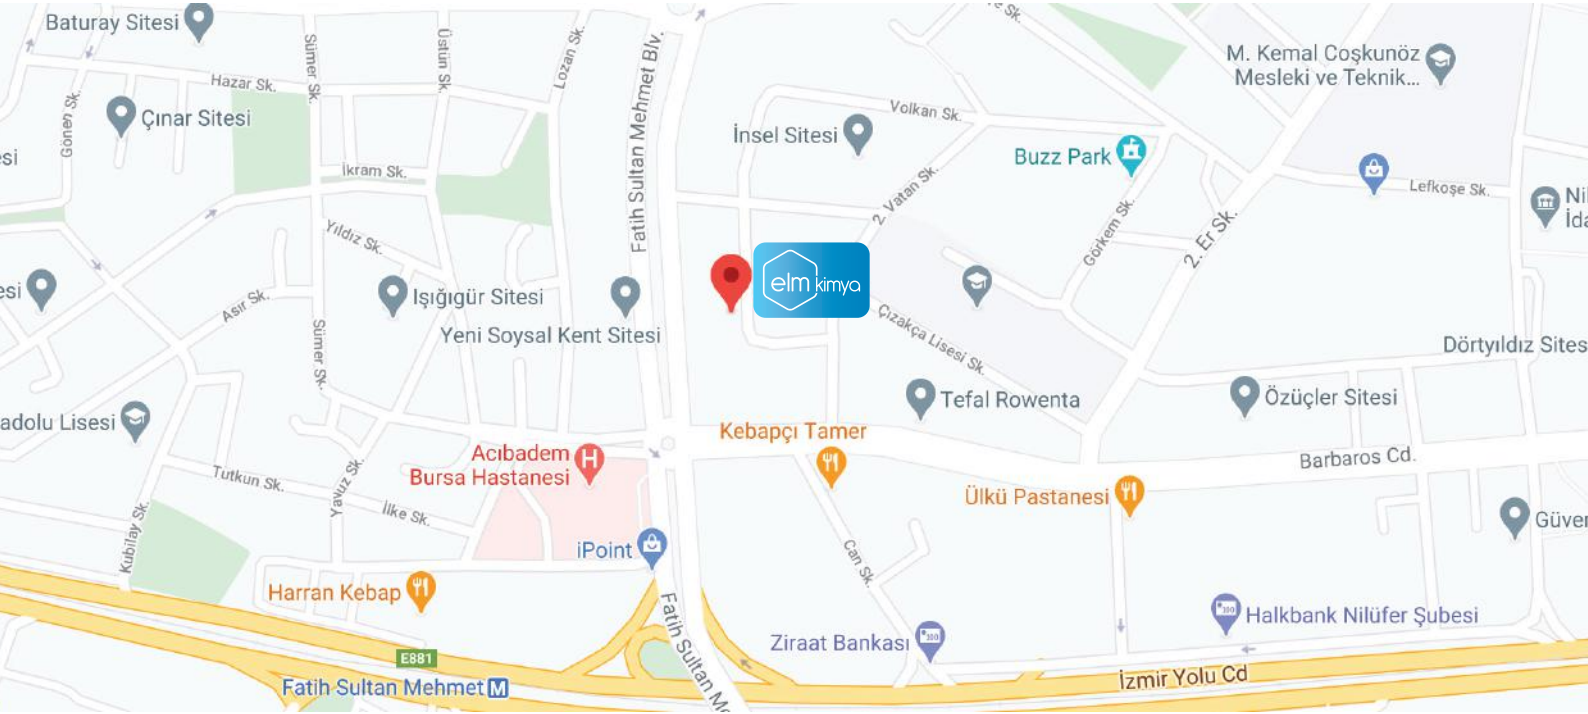 Baturay Sitesi
Sümer Sk.
Üstün Sk.
Lozan Sk.
Fatih Sultan Mehmet Blv.
M. Kemal Coşkunöz
Mesleki ve Teknik...
Hazar Sk.
Gönen Sk.
Çınar Sitesi
Volkan Sk.
İnsel Sitesi
Buzz Park
İkram Sk.
2. Vatan Sk.
Lefkoşe Sk.
Yıldız Sk.
Görkem Sk.
2. Er Sk.
elm kimya
Asır Sk.
Işığıgür Sitesi
Yeni Soysal Kent Sitesi
Sümer Sk.
Çizakça Lisesi Sk.
Dörtyıldız Sites
Tefal Rowenta
Özüçler Sitesi
adolu Lisesi
Kebapçı Tamer
Acıbadem
Bursa Hastanesi
H
Barbaros Cd.
Tutkun Sk.
Yavuz Sk.
İlke Sk.
Kubilay Sk.
Ülkü Pastanesi
Güver
iPoint
Can Sk.
Harran Kebap
Halkbank Nilüfer Şubesi
Ziraat Bankası
E881
Fatih Sultan Mehmet M
Fatih Sultan Me
İzmir Yolu Cd